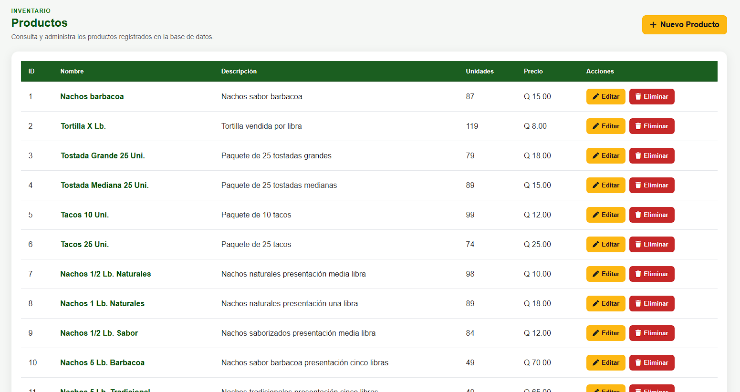 INVENTARIO
Productos
Consulta y administra los productos registrados en la base de datos.
+ Nuevo Producto
ID Nombre Descripción Unidades Precio Acciones
1 Nachos barbacoa Nachos sabor barbacoa 87 Q 15.00 Editar Eliminar
2 Tortilla X Lb. Tortilla vendida por libra 119 Q 8.00 Editar Eliminar
3 Tostada Grande 25 Uni. Paquete de 25 tostadas grandes 79 Q 18.00 Editar Eliminar
4 Tostada Mediana 25 Uni. Paquete de 25 tostadas medianas 89 Q 15.00 Editar Eliminar
5 Tacos 10 Uni. Paquete de 10 tacos 99 Q 12.00 Editar Eliminar
6 Tacos 25 Uni. Paquete de 25 tacos 74 Q 25.00 Editar Eliminar
7 Nachos 1/2 Lb. Naturales Nachos naturales presentación media libra 98 Q 10.00 Editar Eliminar
8 Nachos 1 Lb. Naturales Nachos naturales presentación una libra 89 Q 18.00 Editar Eliminar
9 Nachos 1/2 Lb. Sabor Nachos saborizados presentación media libra 84 Q 12.00 Editar Eliminar
10 Nachos 5 Lb. Barbacoa Nachos sabor barbacoa presentación cinco libras 49 Q 70.00 Editar Eliminar
11 Nachos 5 Lb. Tradicional Nachos tradicionales presentación cinco libras 49 Q 65.00 Editar Eliminar